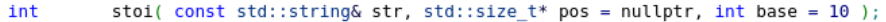 int stoi( const std::string& str, std::size_t* pos = nullptr, int base = 10 );